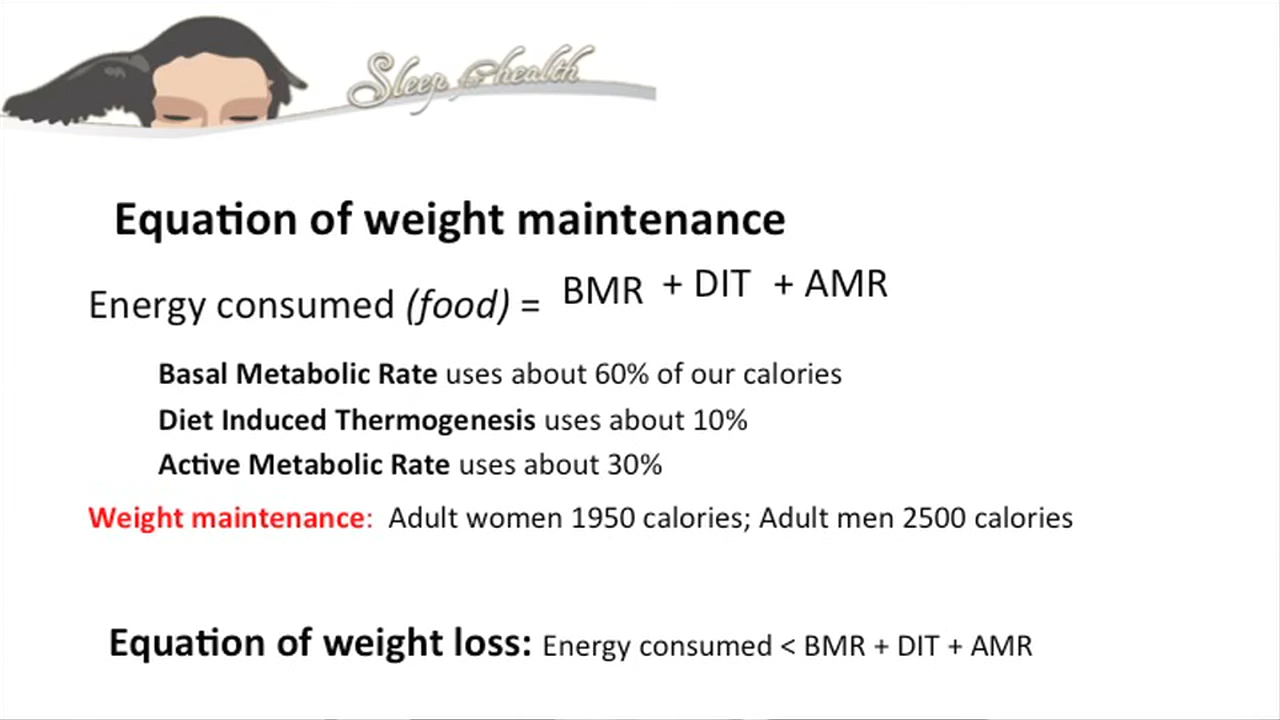 Sleep for health
Equation of weight maintenance
Energy consumed (food) = BMR + DIT + AMR
Basal Metabolic Rate uses about 60% of our calories
Diet Induced Thermogenesis uses about 10%
Active Metabolic Rate uses about 30%
Weight maintenance: Adult women 1950 calories; Adult men 2500 calories
Equation of weight loss: Energy consumed < BMR + DIT + AMR